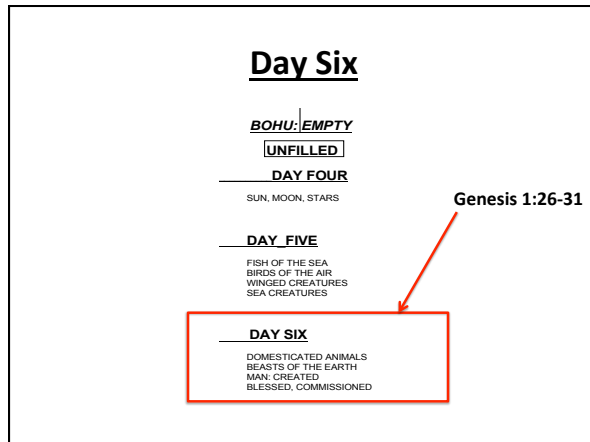 Day Six
BOHU: EMPTY
UNFILLED
DAY FOUR
SUN, MOON, STARS
Genesis 1:26-31
DAY_FIVE
FISH OF THE SEA
BIRDS OF THE AIR
WINGED CREATURES
SEA CREATURES
DAY SIX
DOMESTICATED ANIMALS
BEASTS OF THE EARTH
MAN: CREATED
BLESSED, COMMISSIONED